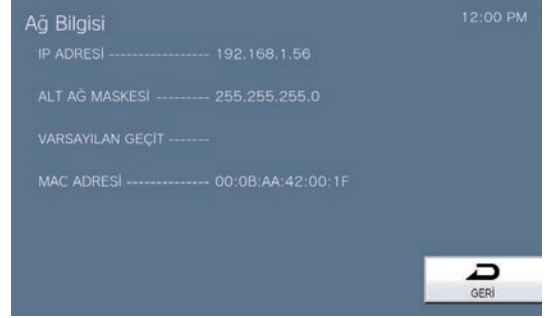 Ağ Bilgisi
12:00 PM
IP ADRESİ ---------------- 192.168.1.56
ALT AĞ MASKESİ --------- 255.255.255.0
VARSAYILAN GEÇİT -------
MAC ADRESİ -------------- 00:0B:AA:42:00:1F
GERİ